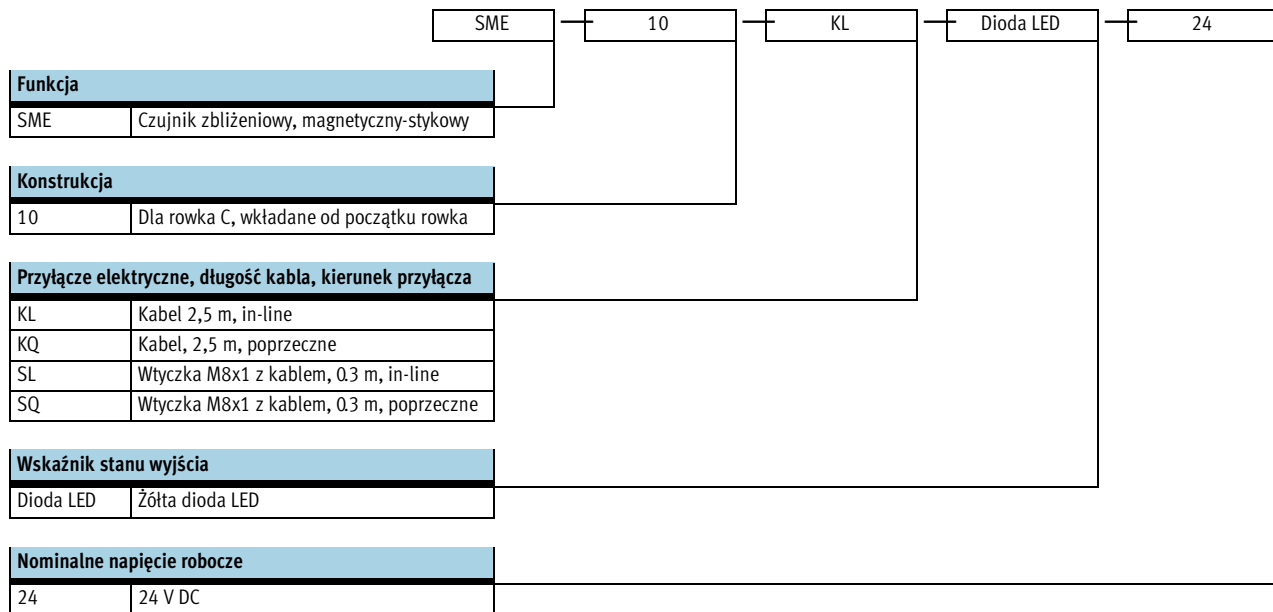 SME — 10 — KL — Dioda LED — 24
Funkcja
SME Czujnik zbliżeniowy, magnetyczny-stykowy
Konstrukcja
10 Dla rowka C, wkładane od początku rowka
Przyłącze elektryczne, długość kabla, kierunek przyłącza
KL Kabel 2,5 m, in-line
KQ Kabel, 2,5 m, poprzeczne
SL Wtyczka M8x1 z kablem, 0.3 m, in-line
SQ Wtyczka M8x1 z kablem, 0.3 m, poprzeczne
Wskaźnik stanu wyjścia
Dioda LED Żółta dioda LED
Nominalne napięcie robocze
24 24 V DC